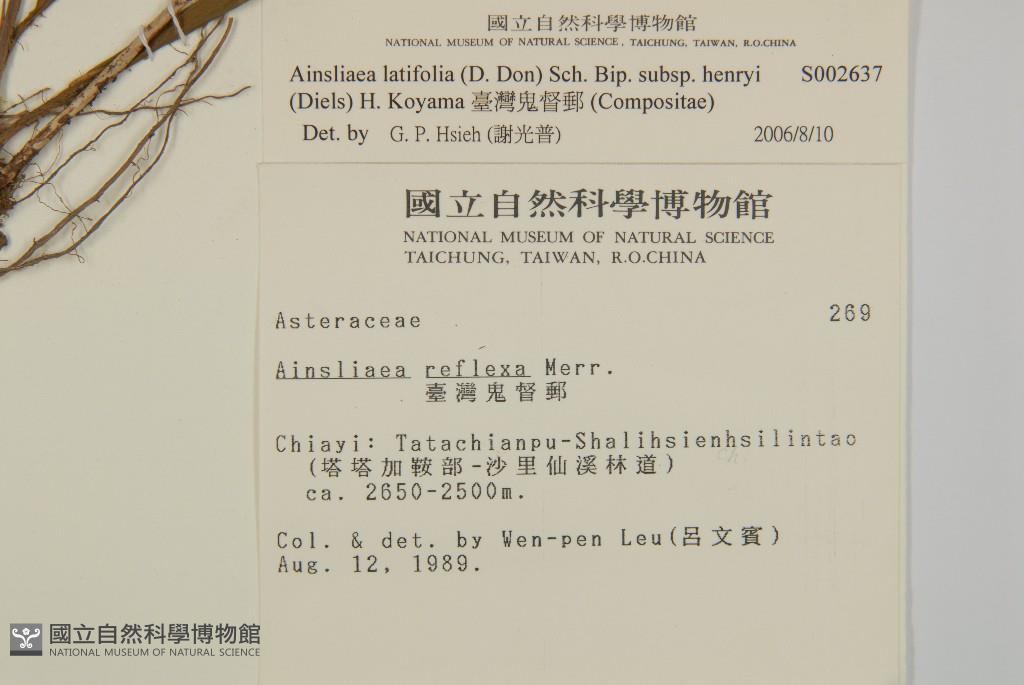 國立自然科學博物館
NATIONAL MUSEUM OF NATURAL SCIENCE, TAICHUNG, TAIWAN, R.O.CHINA
Ainsliaea latifolia (D. Don) Sch. Bip. subsp. henryi S002637
(Diels) H. Koyama 臺灣鬼督郵 (Compositae)
Det. by G. P. Hsieh (謝光普) 2006/8/10
國立自然科學博物館
NATIONAL MUSEUM OF NATURAL SCIENCE
TAICHUNG, TAIWAN, R.O.CHINA
Asteraceae 269
Ainsliaea reflexa Merr.
臺灣鬼督郵
Chiayi: Tatachianpu-Shalihsienhsilintao
(塔塔加鞍部-沙里仙溪林道)
ca. 2650-2500m.
Col. & det. by Wen-pen Leu(呂文賓)
Aug. 12, 1989.
國立自然科學博物館
NATIONAL MUSEUM OF NATURAL SCIENCE